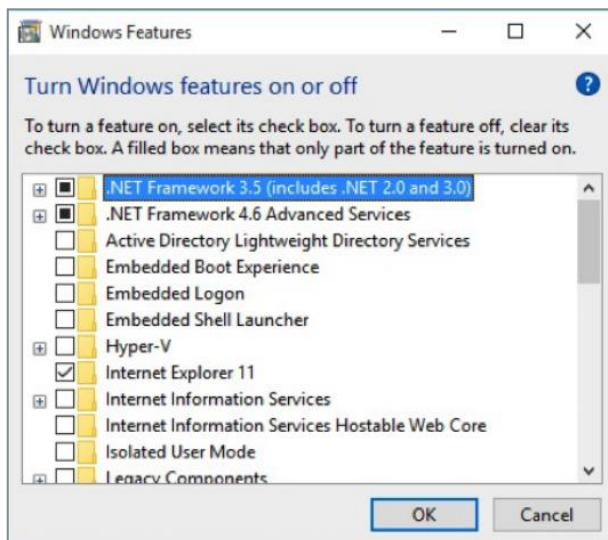 Windows Features
Turn Windows features on or off
?
To turn a feature on, select its check box. To turn a feature off, clear its
check box. A filled box means that only part of the feature is turned on.
.NET Framework 3.5 (includes .NET 2.0 and 3.0)
.NET Framework 4.6 Advanced Services
Active Directory Lightweight Directory Services
Embedded Boot Experience
Embedded Logon
Embedded Shell Launcher
Hyper-V
Internet Explorer 11
Internet Information Services
Internet Information Services Hostable Web Core
Isolated User Mode
Legacy Components
OK Cancel